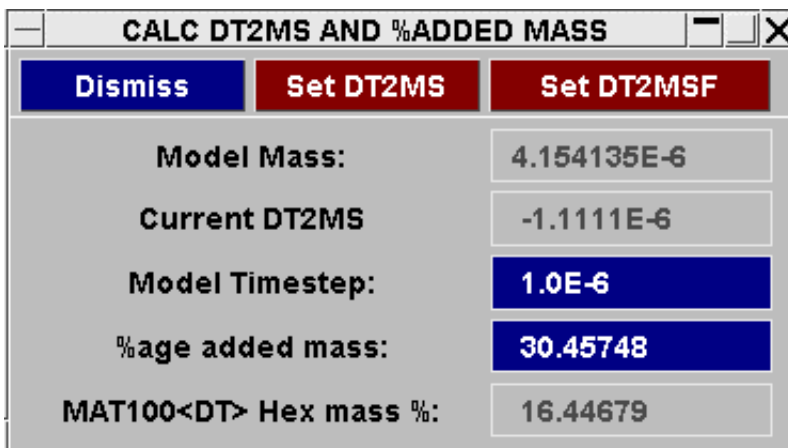 CALC DT2MS AND %ADDED MASS
Dismiss Set DT2MS Set DT2MSF
Model Mass: 4.154135E-6
Current DT2MS -1.1111E-6
Model Timestep: 1.0E-6
%age added mass: 30.45748
MAT100<DT> Hex mass %: 16.44679